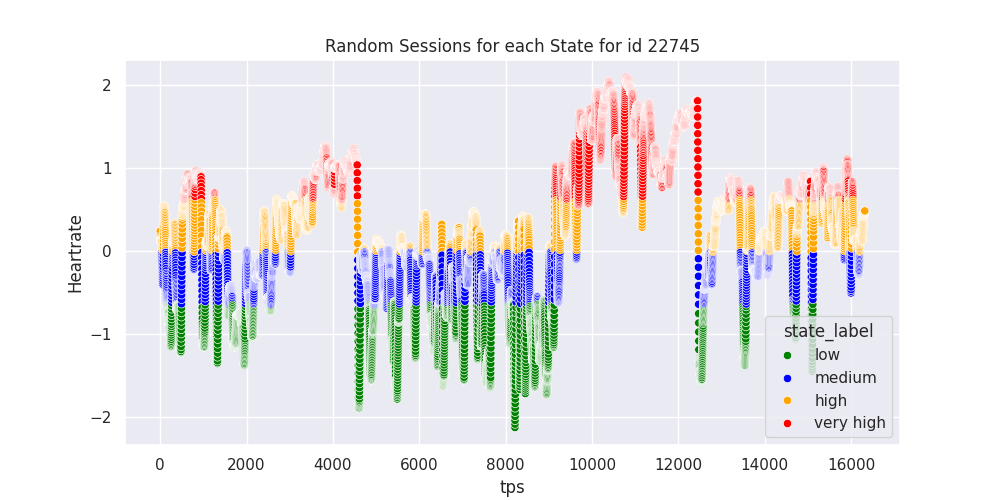 Random Sessions for each State for id 22745
Heartrate
2
1
0
−1
−2
0
2000
4000
6000
8000
10000
12000
14000
16000
tps
state_label
low
medium
high
very high